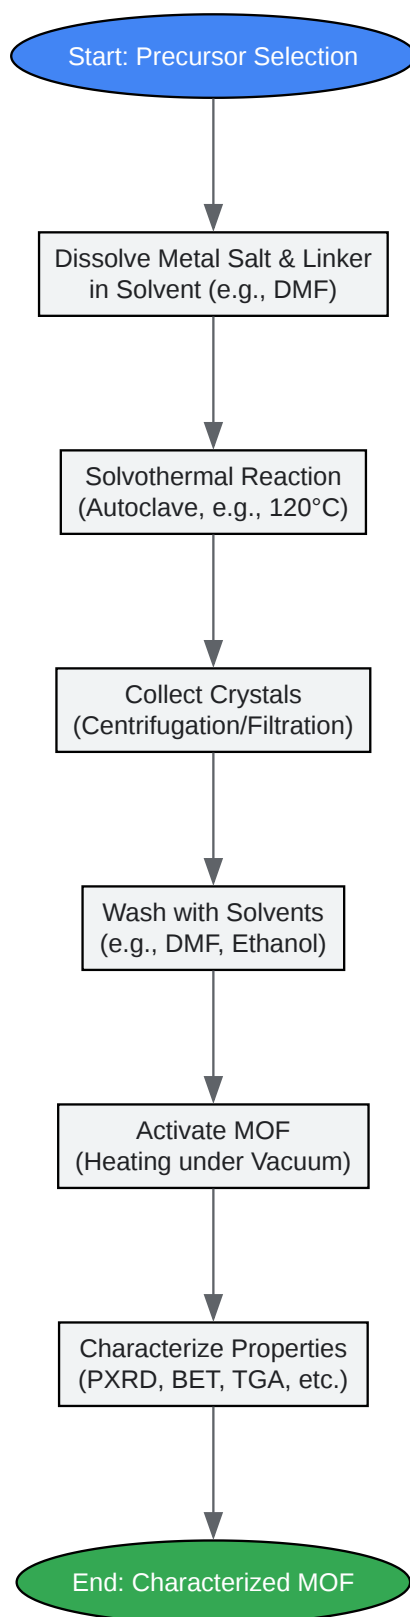 Start: Precursor Selection
Dissolve Metal Salt & Linker
in Solvent (e.g., DMF)
Solvothermal Reaction
(Autoclave, e.g., 120°C)
Collect Crystals
(Centrifugation/Filtration)
Wash with Solvents
(e.g., DMF, Ethanol)
Activate MOF
(Heating under Vacuum)
Characterize Properties
(PXRD, BET, TGA, etc.)
End: Characterized MOF